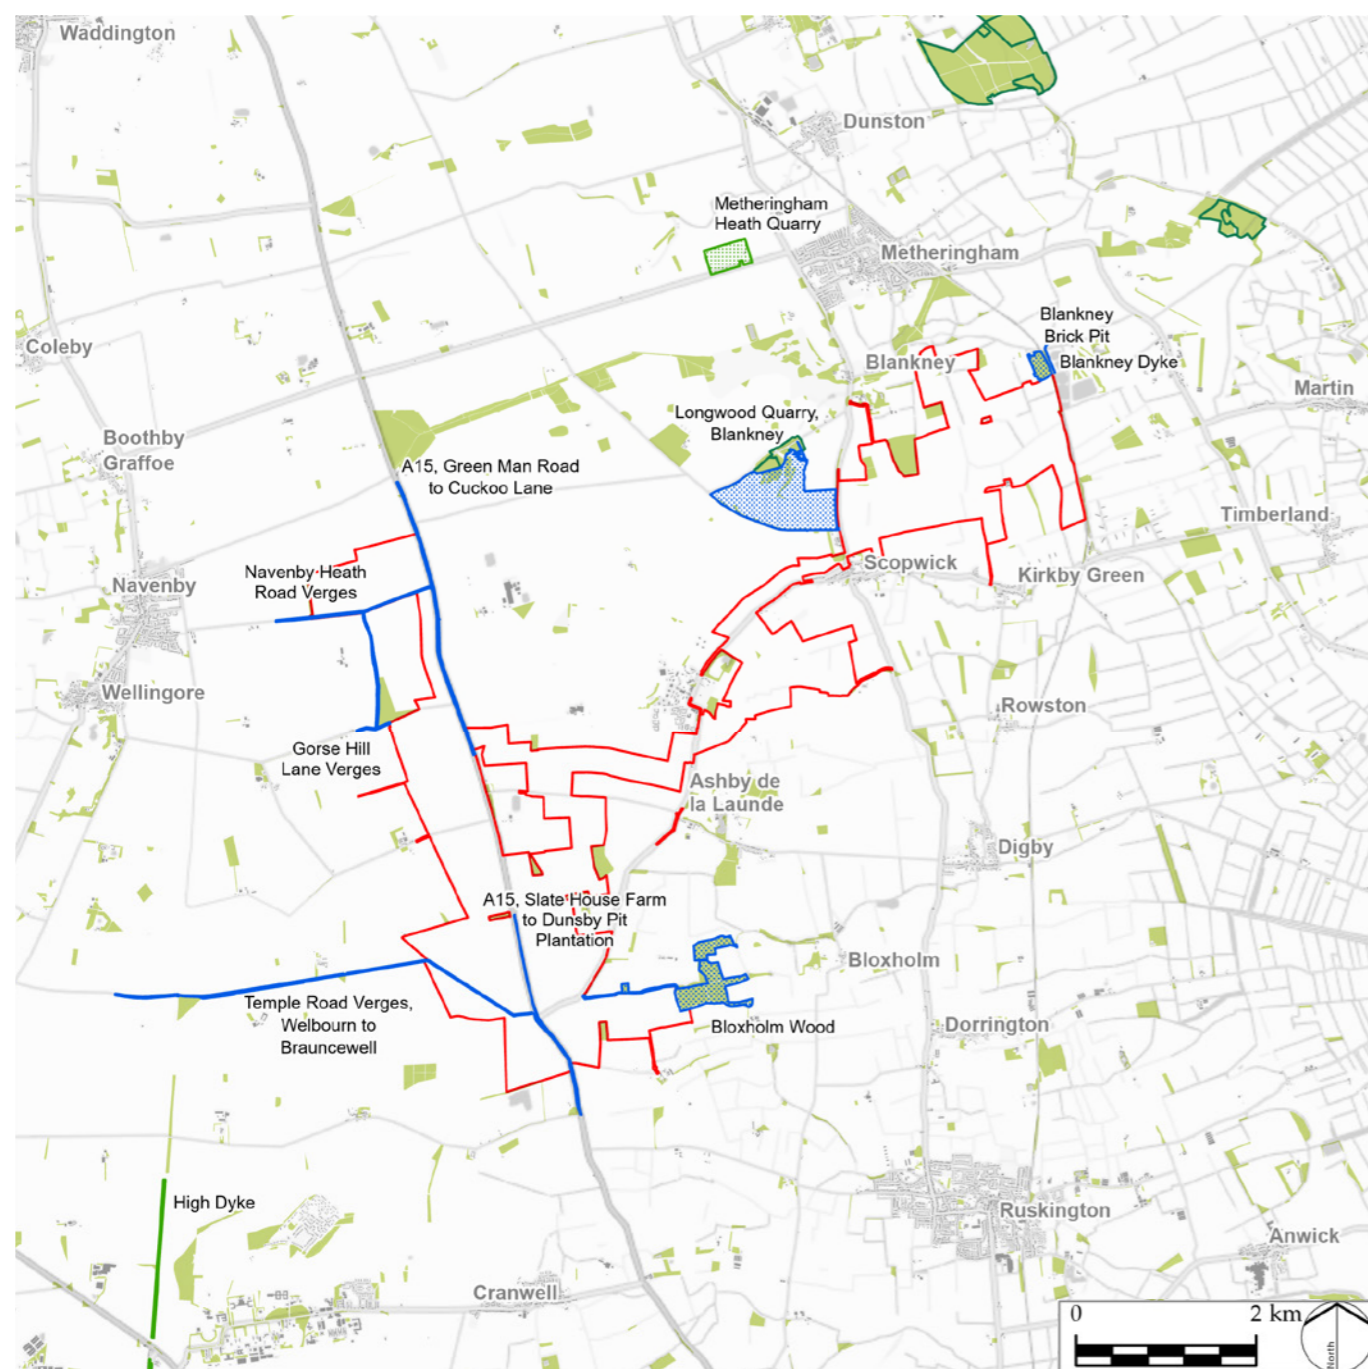 Waddington
Dunston
Metheringham
Heath Quarry
Metheringham
Blankney
Brick Pit
Coleby
Blankney
Blankney Dyke
Martin
Longwood Quarry,
Blankney
Boothby
Graffoe
A15, Green Man Road
to Cuckoo Lane
Timberland
Scopwick
Navenby Heath
Road Verges
Kirkby Green
Navenby
Wellingore
Rowston
Gorse Hill
Lane Verges
Ashby de
la Launde
Digby
A15, Slate House Farm
to Dunsby Pit
Plantation
Bloxholm
Temple Road Verges,
Welbourn to
Brauncewell
Bloxholm Wood
Dorrington
High Dyke
Ruskington
Anwick
Cranwell
0 2 km
North